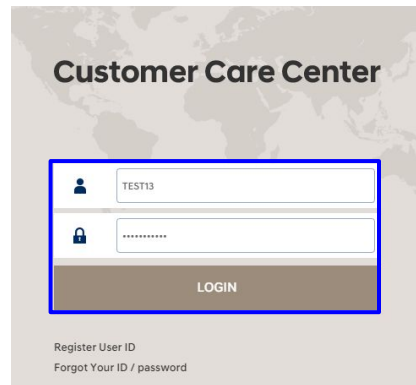 Customer Care Center
TEST13
•••••••••••
LOGIN
Register User ID
Forgot Your ID / password